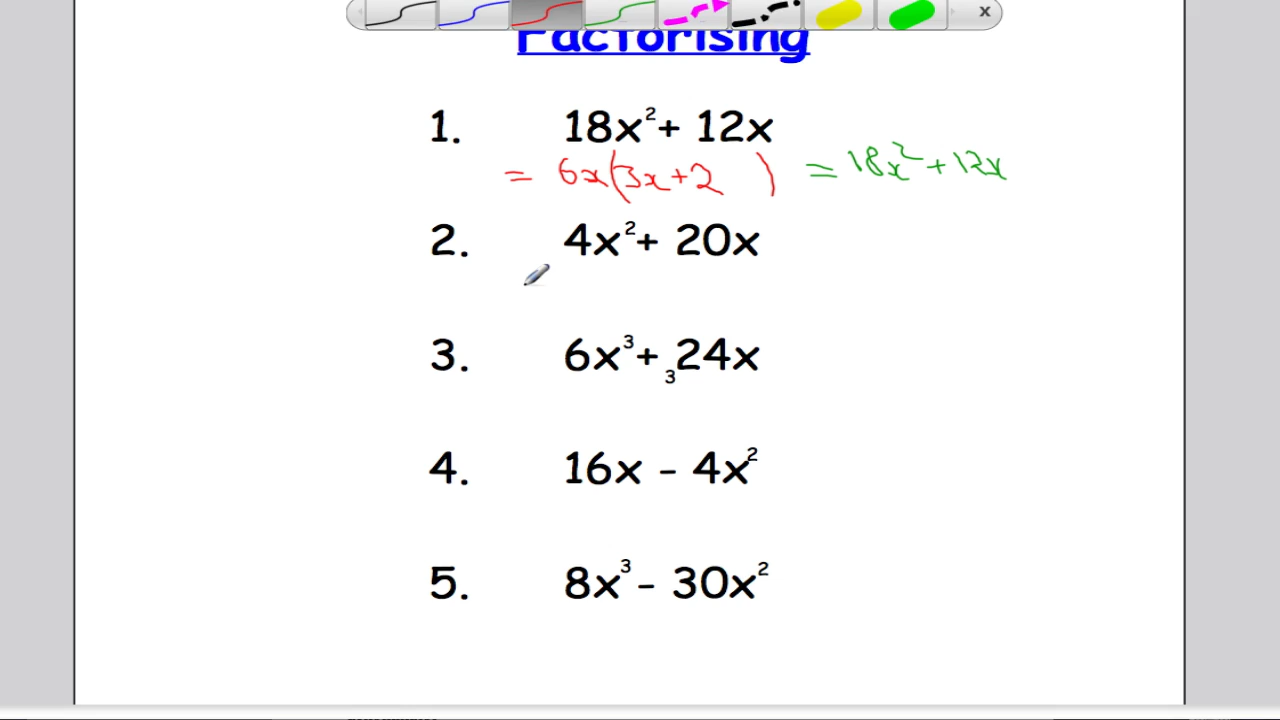 Factorising
1. 18x²+ 12x
= 6x(3x+2 ) = 18x²+12x
2. 4x²+ 20x
3. 6x³+ ₃24x
4. 16x - 4x²
5. 8x³- 30x²